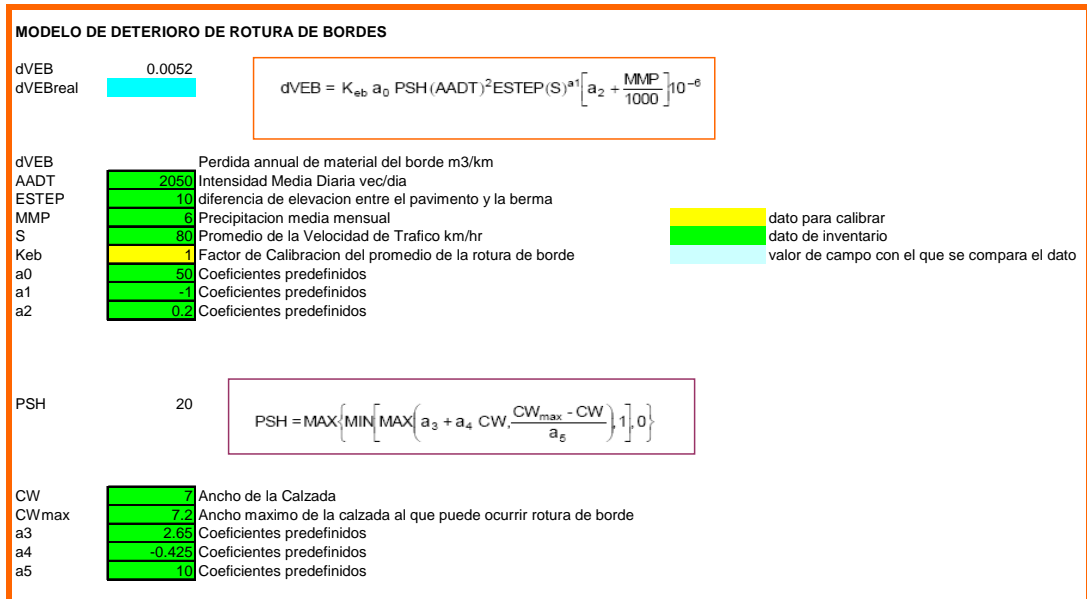 MODELO DE DETERIORO DE ROTURA DE BORDES
dVEB 0.0052
dVEBreal
dVEB = K_eb a_0 PSH(AADT)^2 ESTEP(S)^a1 [a_2 + MMP/1000] 10^-6
dVEB Perdida annual de material del borde m3/km
AADT 2050 Intensidad Media Diaria vec/dia
ESTEP 10 diferencia de elevacion entre el pavimento y la berma
MMP 6 Precipitacion media mensual dato para calibrar
S 80 Promedio de la Velocidad de Trafico km/hr dato de inventario
Keb 1 Factor de Calibracion del promedio de la rotura de borde valor de campo con el que se compara el dato
a0 50 Coeficientes predefinidos
a1 -1 Coeficientes predefinidos
a2 0.2 Coeficientes predefinidos
PSH 20
PSH = MAX{MIN[MAX(a_3 + a_4 CW, CW_max - CW / a_5), 1], 0}
CW 7 Ancho de la Calzada
CWmax 7.2 Ancho maximo de la calzada al que puede ocurrir rotura de borde
a3 2.65 Coeficientes predefinidos
a4 -0.425 Coeficientes predefinidos
a5 10 Coeficientes predefinidos